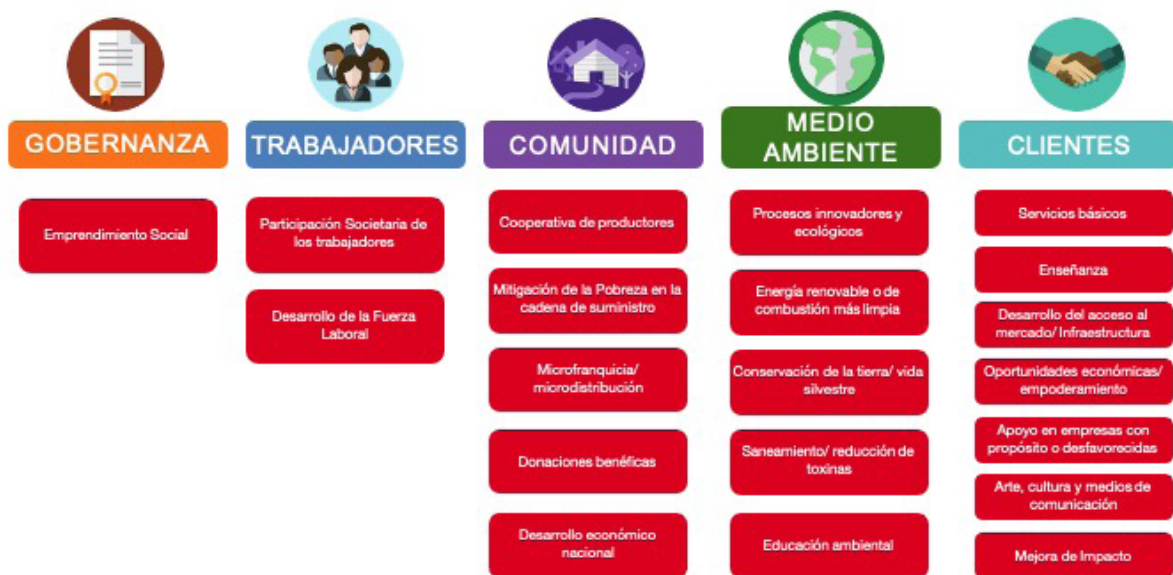 GOBERNANZA
Emprendimiento Social
TRABAJADORES
Participación Societaria de
los trabajadores
Desarrollo de la Fuerza
Laboral
COMUNIDAD
Cooperativa de productores
Mitigación de la Pobreza en la
cadena de suministro
Microfranquicia/
microdistribución
Donaciones benéficas
Desarrollo económico
nacional
MEDIO
AMBIENTE
Procesos innovadores y
ecológicos
Energía renovable o de
combustión más limpia
Conservación de la tierra/ vida
silvestre
Saneamiento/ reducción de
toxinas
Educación ambiental
CLIENTES
Servicios básicos
Enseñanza
Desarrollo del acceso al
mercado/ Infraestructura
Oportunidades económicas/
empoderamiento
Apoyo en empresas con
propósito o desfavorecidas
Arte, cultura y medios de
comunicación
Mejora de Impacto